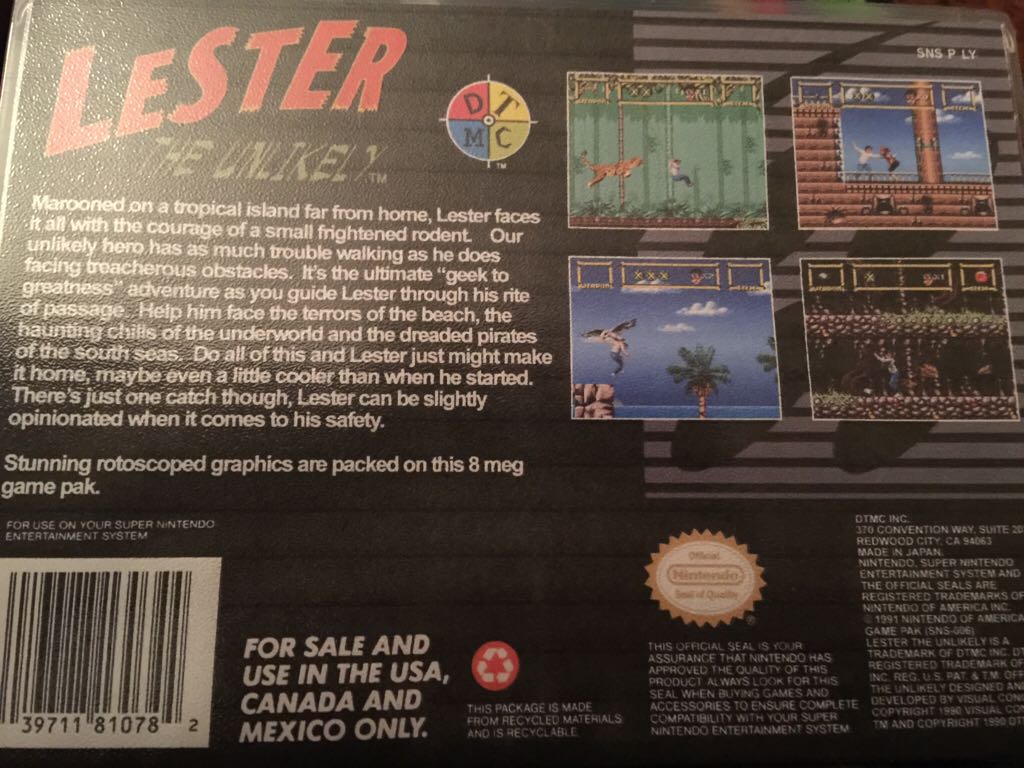 LESTER
THE UNLIKELY™
D T M C
™
SNS P LY
Marooned on a tropical island far from home, Lester faces
it all with the courage of a small frightened rodent. Our
unlikely hero has as much trouble walking as he does
facing treacherous obstacles. It's the ultimate "geek to
greatness" adventure as you guide Lester through his rite
of passage. Help him face the terrors of the beach, the
haunting chills of the underworld and the dreaded pirates
of the south seas. Do all of this and Lester just might make
it home, maybe even a little cooler than when he started.
There's just one catch though, Lester can be slightly
opinionated when it comes to his safety.
Stunning rotoscoped graphics are packed on this 8 meg
game pak.
FOR USE ON YOUR SUPER NINTENDO
ENTERTAINMENT SYSTEM
39711 81078 2
FOR SALE AND
USE IN THE USA,
CANADA AND
MEXICO ONLY.
THIS PACKAGE IS MADE
FROM RECYCLED MATERIALS
AND IS RECYCLABLE.
Official
Nintendo
Seal of Quality
®
THIS OFFICIAL SEAL IS YOUR
ASSURANCE THAT NINTENDO HAS
APPROVED THE QUALITY OF THIS
PRODUCT. ALWAYS LOOK FOR THIS
SEAL WHEN BUYING GAMES AND
ACCESSORIES TO ENSURE COMPLETE
COMPATIBILITY WITH YOUR SUPER
NINTENDO ENTERTAINMENT SYSTEM.
DTMC INC.
370 CONVENTION WAY, SUITE
REDWOOD CITY, CA 94063
MADE IN JAPAN.
NINTENDO, SUPER NINTENDO
ENTERTAINMENT SYSTEM AND
THE OFFICIAL SEALS ARE
REGISTERED TRADEMARKS OF
NINTENDO OF AMERICA INC.
© 1991 NINTENDO OF AMERICA
GAME PAK (SNS-006)
LESTER THE UNLIKELY IS A
TRADEMARK OF DTMC INC.
REGISTERED TRADEMARK OF
INC. REG. U.S. PAT. & T.M. OFF
THE UNLIKELY DESIGNED AND
DEVELOPED BY VISUAL
COPYRIGHT 1990 VISUAL
TM AND COPYRIGHT 1990